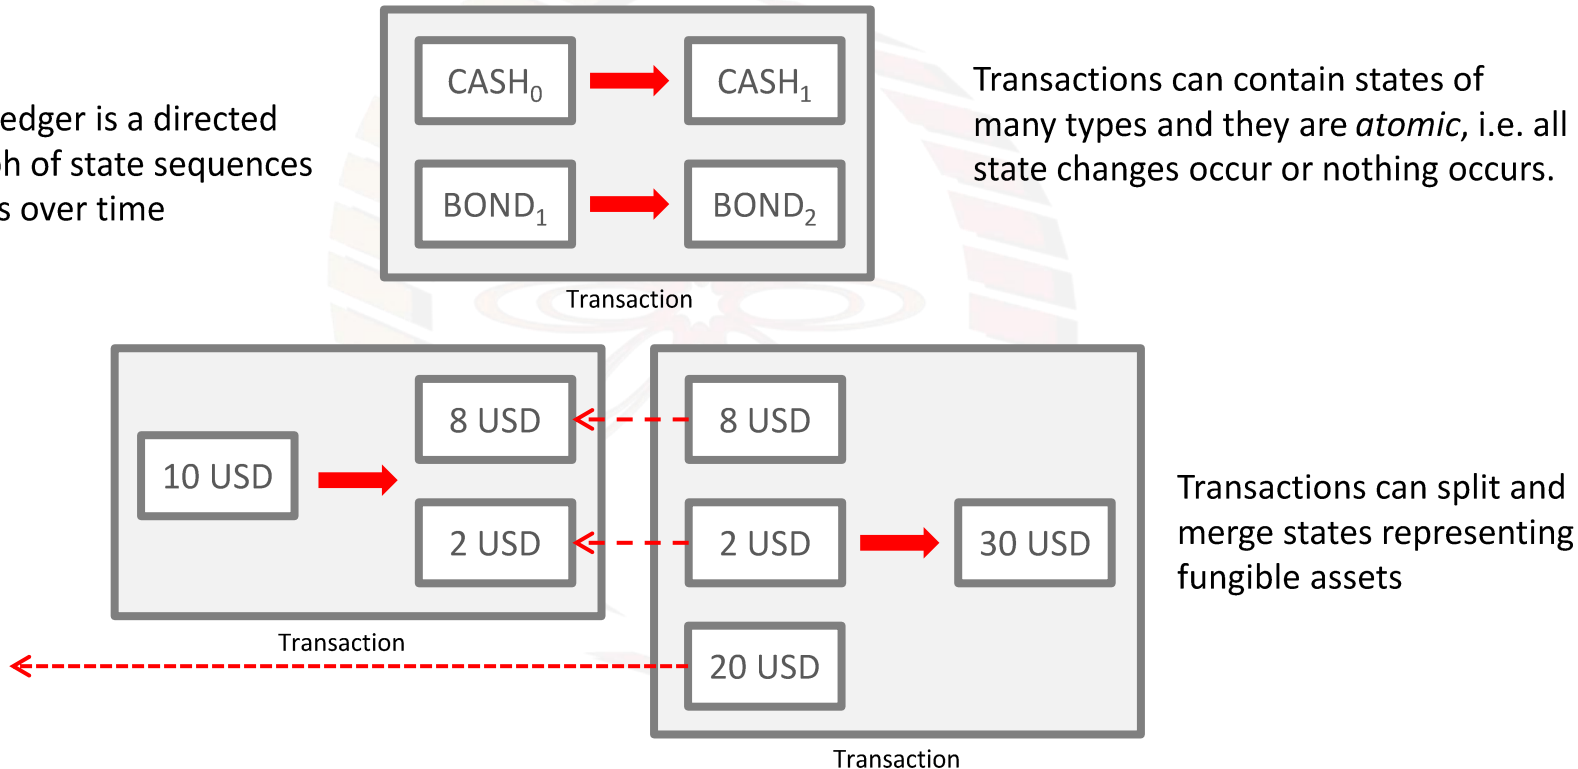 edger is a directed
h of state sequences
s over time
CASH0
CASH1
BOND1
BOND2
Transaction
Transactions can contain states of
many types and they are atomic, i.e. all
state changes occur or nothing occurs.
10 USD
8 USD
2 USD
Transaction
8 USD
2 USD
20 USD
30 USD
Transaction
Transactions can split and
merge states representing
fungible assets